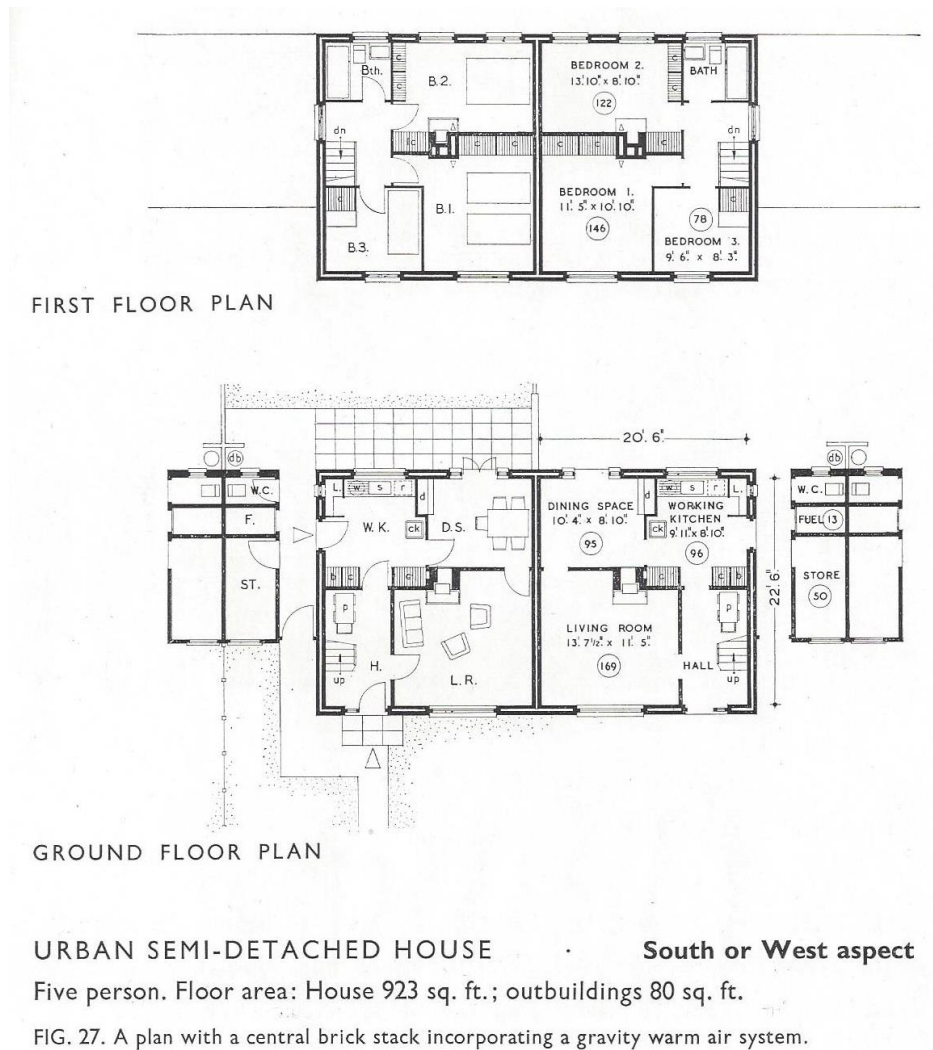 Bth.
c
c
B.2.
BEDROOM 2.
13'. 10" x 8'. 10"
122
c
c
BATH
dn
lc
c
c
c
c
lc
dn
c
B.3.
B.1.
BEDROOM 1.
11'. 5" x 10'. 10"
146
78
BEDROOM 3.
9'. 6" x 8'. 3"
c
FIRST FLOOR PLAN
20'. 6".
db
W.C.
F.
ST.
L.
w s r
d
W. K.
ck
D.S.
b c
c
p
up
H.
L.R.
DINING SPACE
10'. 4" x 8'. 10"
95
d
w s r
L.
WORKING
KITCHEN
9'. 11" x 8'. 10"
ck
96
c
c b
LIVING ROOM
13'. 7½" x 11'. 5"
169
p
HALL
up
22'. 6".
db
W.C.
FUEL 13
STORE
50
GROUND FLOOR PLAN
URBAN SEMI-DETACHED HOUSE · South or West aspect
Five person. Floor area: House 923 sq. ft.; outbuildings 80 sq. ft.
FIG. 27. A plan with a central brick stack incorporating a gravity warm air system.